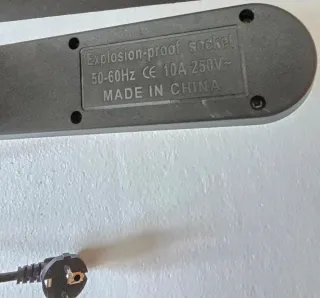 Explosion-proof socket
50-60Hz CE 10A 250V~
MADE IN CHINA